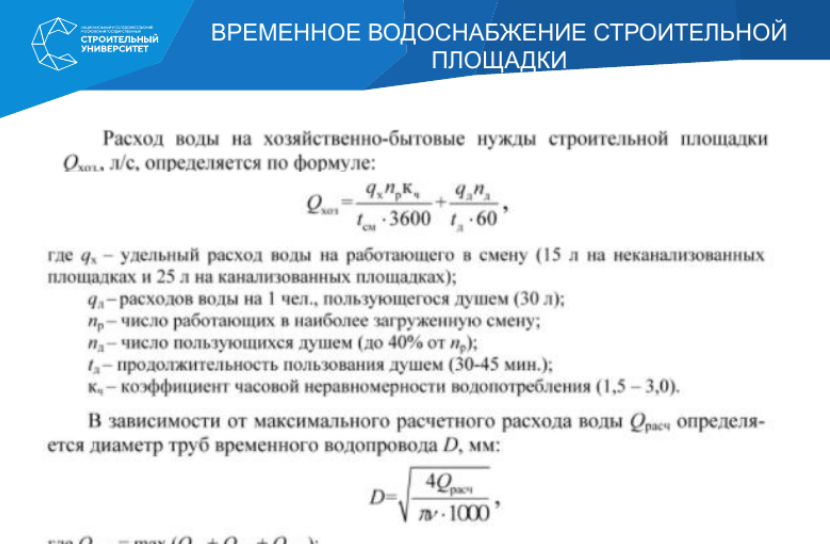 НАЦИОНАЛЬНЫЙ ИССЛЕДОВАТЕЛЬСКИЙ
МОСКОВСКИЙ ГОСУДАРСТВЕННЫЙ
СТРОИТЕЛЬНЫЙ
УНИВЕРСИТЕТ
ВРЕМЕННОЕ ВОДОСНАБЖЕНИЕ СТРОИТЕЛЬНОЙ
ПЛОЩАДКИ
Расход воды на хозяйственно-бытовые нужды строительной площадки
Qхоз., л/с, определяется по формуле:
Qхоз = qхnрKч / tсм · 3600 + qдnд / tд · 60 ,
где qх – удельный расход воды на работающего в смену (15 л на неканализованных
площадках и 25 л на канализованных площадках);
qд – расходов воды на 1 чел., пользующегося душем (30 л);
nр – число работающих в наиболее загруженную смену;
nд – число пользующихся душем (до 40% от nр);
tд – продолжительность пользования душем (30-45 мин.);
кч – коэффициент часовой неравномерности водопотребления (1,5 – 3,0).
В зависимости от максимального расчетного расхода воды Qрасч определя-
ется диаметр труб временного водопровода D, мм:
D=√(4Qрасч / πv · 1000) ,